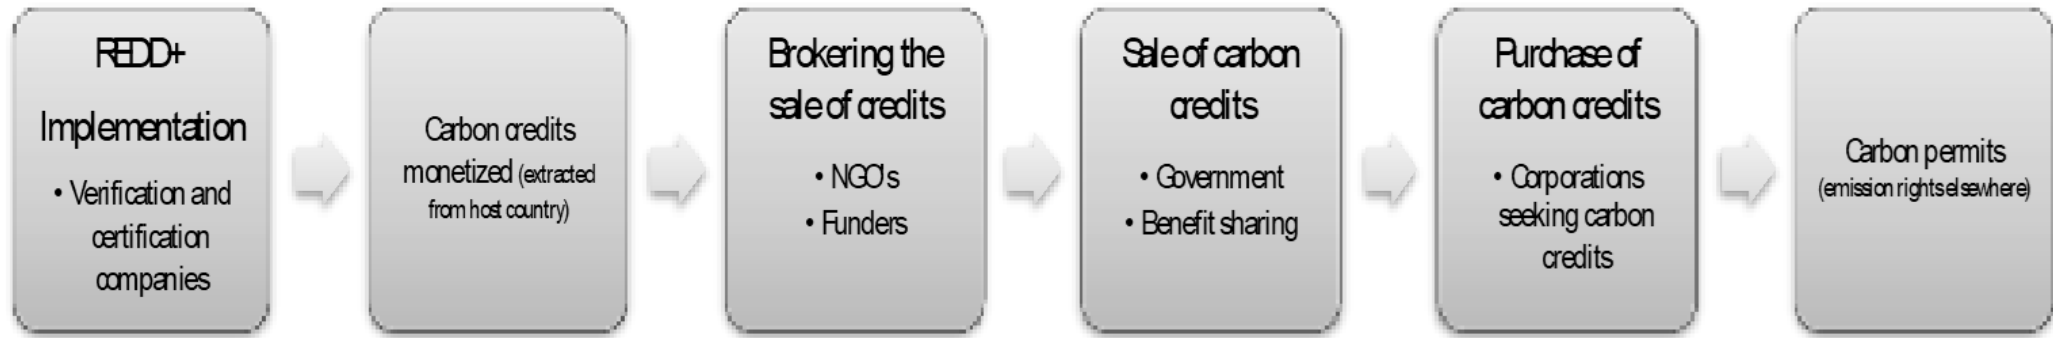 REDD+
Implementation
• Verification and
certification
companies
Carbon credits
monetized (extracted
from host country)
Brokering the
sale of credits
• NGO's
• Funders
Sale of carbon
credits
• Government
• Benefit sharing
Purchase of
carbon credits
• Corporations
seeking carbon
credits
Carbon permits
(emission rights elsewhere)